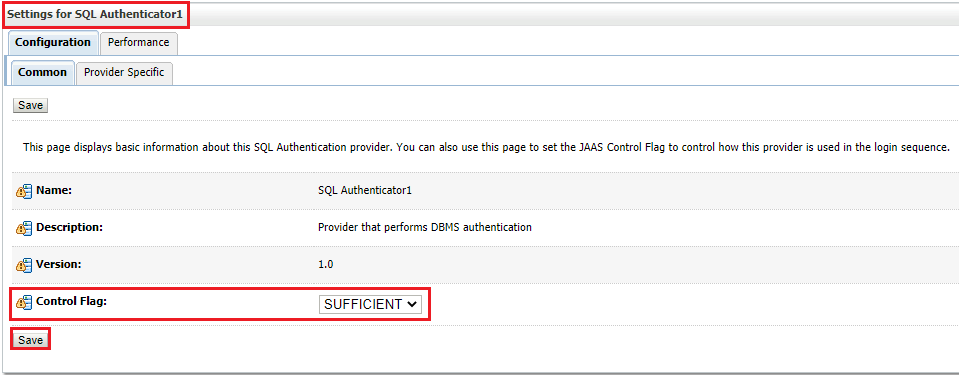 Settings for SQL Authenticator1
Configuration Performance
Common Provider Specific
Save
This page displays basic information about this SQL Authentication provider. You can also use this page to set the JAAS Control Flag to control how this provider is used in the login sequence.
Name: SQL Authenticator1
Description: Provider that performs DBMS authentication
Version: 1.0
Control Flag: SUFFICIENT
Save